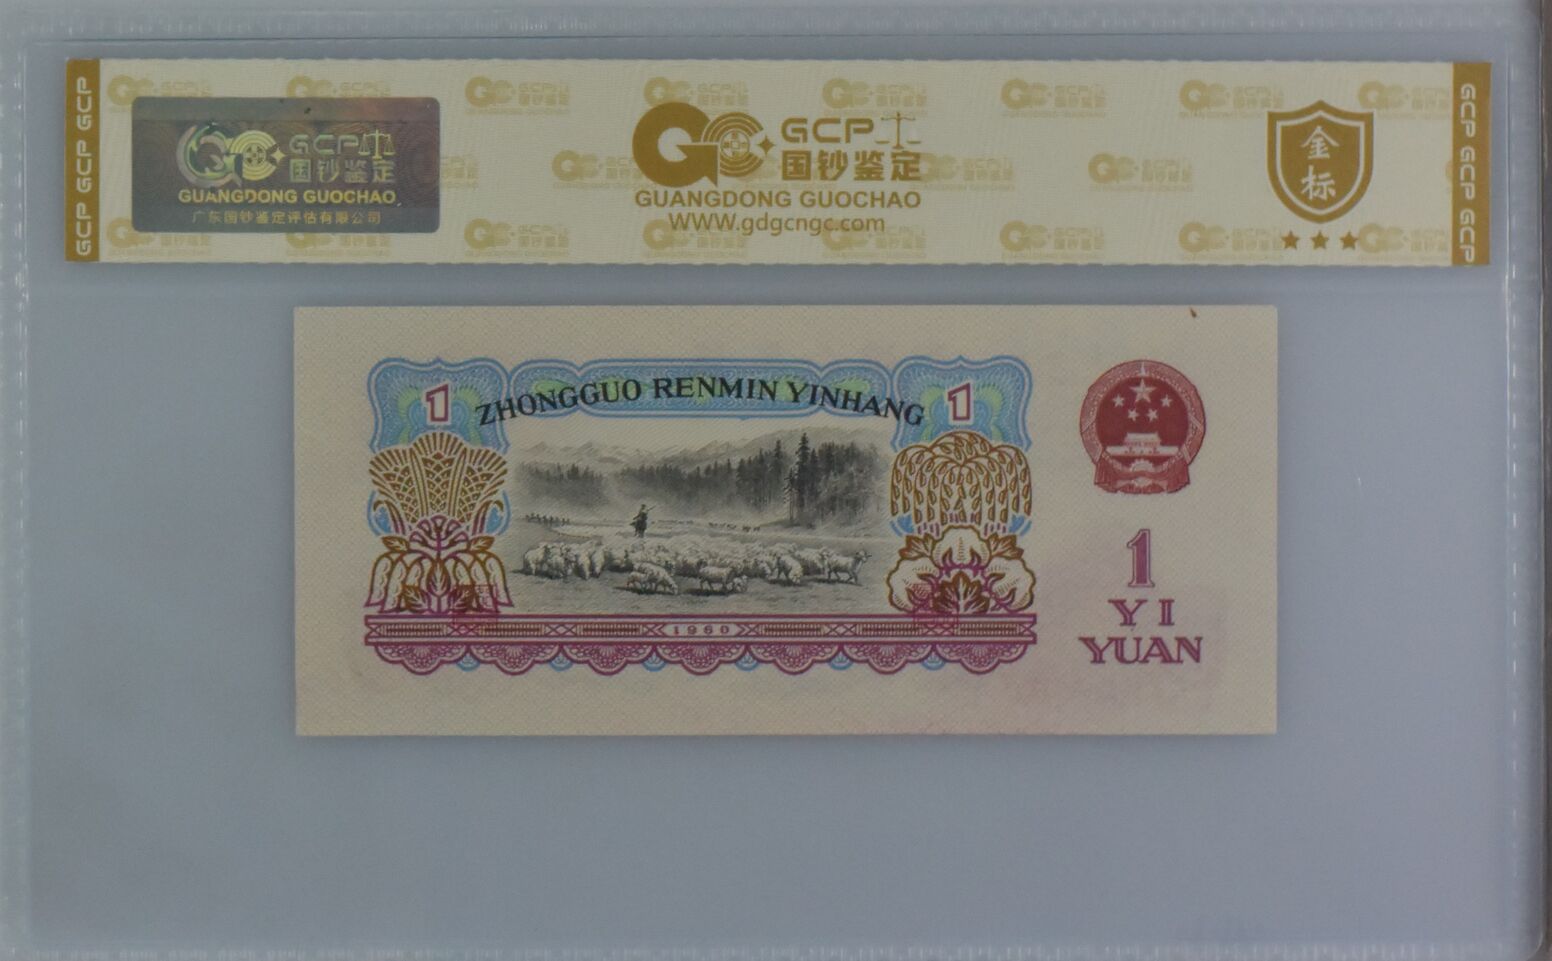 GCP GCP GCP
GCP
国钞鉴定
GUANGDONG GUOCHAO
广东国钞鉴定评估有限公司
GCP
国钞鉴定
GUANGDONG GUOCHAO
WWW.gdgcngc.com
金
标
GCP GCP GCP
1
ZHONGGUO RENMIN YINHANG
1
1960
1
YI
YUAN